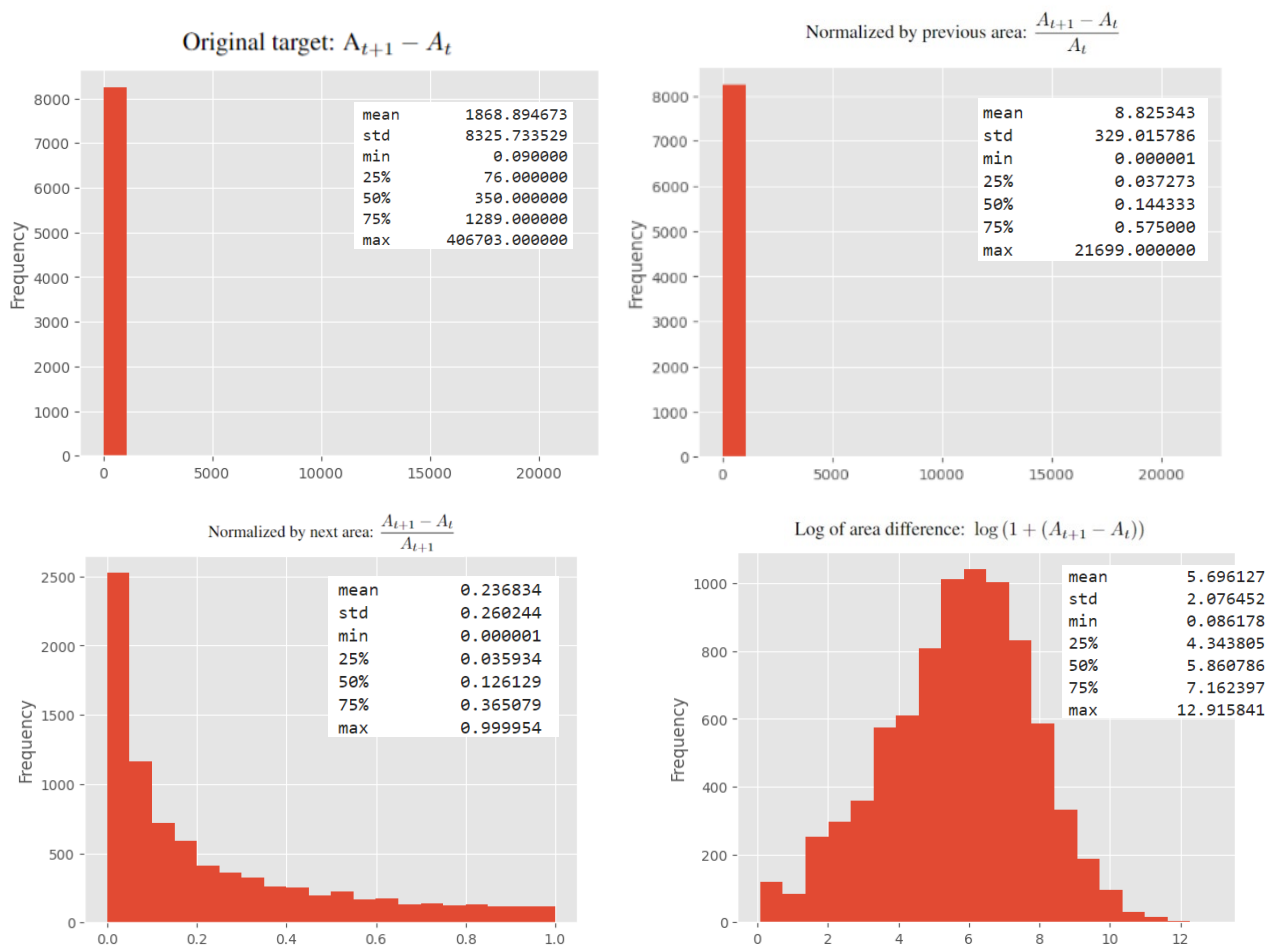 Original target: A_{t+1} − A_t
8000
7000
6000
5000
4000
3000
2000
1000
0
Frequency
0 5000 10000 15000 20000
mean 1868.894673
std 8325.733529
min 0.090000
25% 76.000000
50% 350.000000
75% 1289.000000
max 406703.000000
Normalized by previous area: \frac{A_{t+1} − A_t}{A_t}
8000
7000
6000
5000
4000
3000
2000
1000
0
Frequency
0 5000 10000 15000 20000
mean 8.825343
std 329.015786
min 0.000001
25% 0.037273
50% 0.144333
75% 0.575000
max 21699.000000
Normalized by next area: \frac{A_{t+1} − A_t}{A_{t+1}}
2500
2000
1500
1000
500
0
Frequency
0.0 0.2 0.4 0.6 0.8 1.0
mean 0.236834
std 0.260244
min 0.000001
25% 0.035934
50% 0.126129
75% 0.365079
max 0.999954
Log of area difference: log (1 + (A_{t+1} − A_t))
1000
800
600
400
200
0
Frequency
0 2 4 6 8 10 12
mean 5.696127
std 2.076452
min 0.086178
25% 4.343805
50% 5.860786
75% 7.162397
max 12.915841